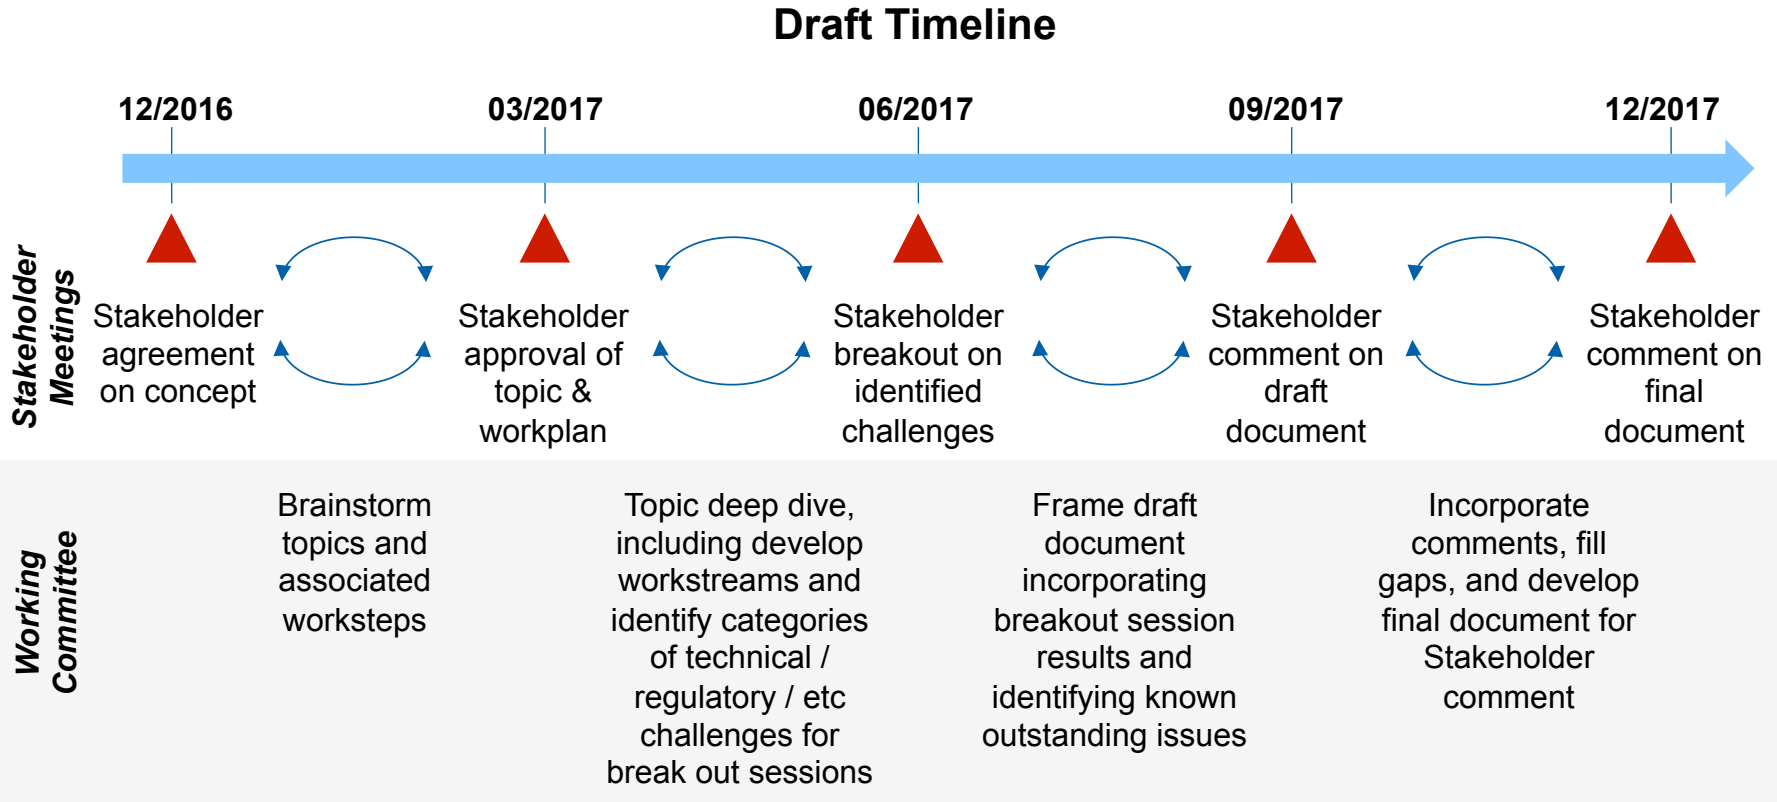 Draft Timeline
12/2016
03/2017
06/2017
09/2017
12/2017
Stakeholder
Meetings
Stakeholder
agreement
on concept
Stakeholder
approval of
topic &
workplan
Stakeholder
breakout on
identified
challenges
Stakeholder
comment on
draft
document
Stakeholder
comment on
final
document
Working
Committee
Brainstorm
topics and
associated
worksteps
Topic deep dive,
including develop
workstreams and
identify categories
of technical /
regulatory / etc
challenges for
break out sessions
Frame draft
document
incorporating
breakout session
results and
identifying known
outstanding issues
Incorporate
comments, fill
gaps, and develop
final document for
Stakeholder
comment